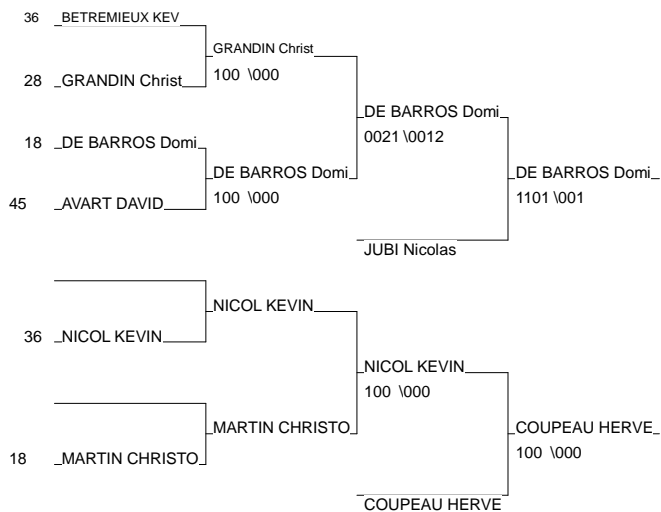 36 BETREMIEUX KEV
GRANDIN Christ
100 \000
28 GRANDIN Christ
DE BARROS Domi
0021 \0012
18 DE BARROS Domi
DE BARROS Domi
100 \000
DE BARROS Domi
1101 \001
45 AVART DAVID
JUBI Nicolas
NICOL KEVIN
36 NICOL KEVIN
NICOL KEVIN
100 \000
MARTIN CHRISTO
COUPEAU HERVE
100 \000
18 MARTIN CHRISTO
COUPEAU HERVE